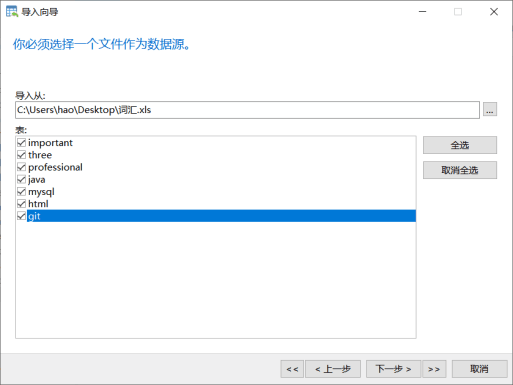 导入向导
你必须选择一个文件作为数据源。
导入从:
C:\Users\hao\Desktop\词汇.xls
...
表:
important
three
professional
java
mysql
html
git
全选
取消全选
<<
< 上一步
下一步 >
>>
取消